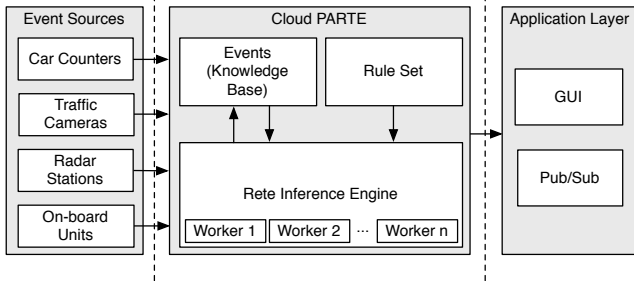 Event Sources
Car Counters
Traffic
Cameras
Radar
Stations
On-board
Units
Cloud PARTE
Events
(Knowledge
Base)
Rule Set
Rete Inference Engine
Worker 1
Worker 2
...
Worker n
Application Layer
GUI
Pub/Sub